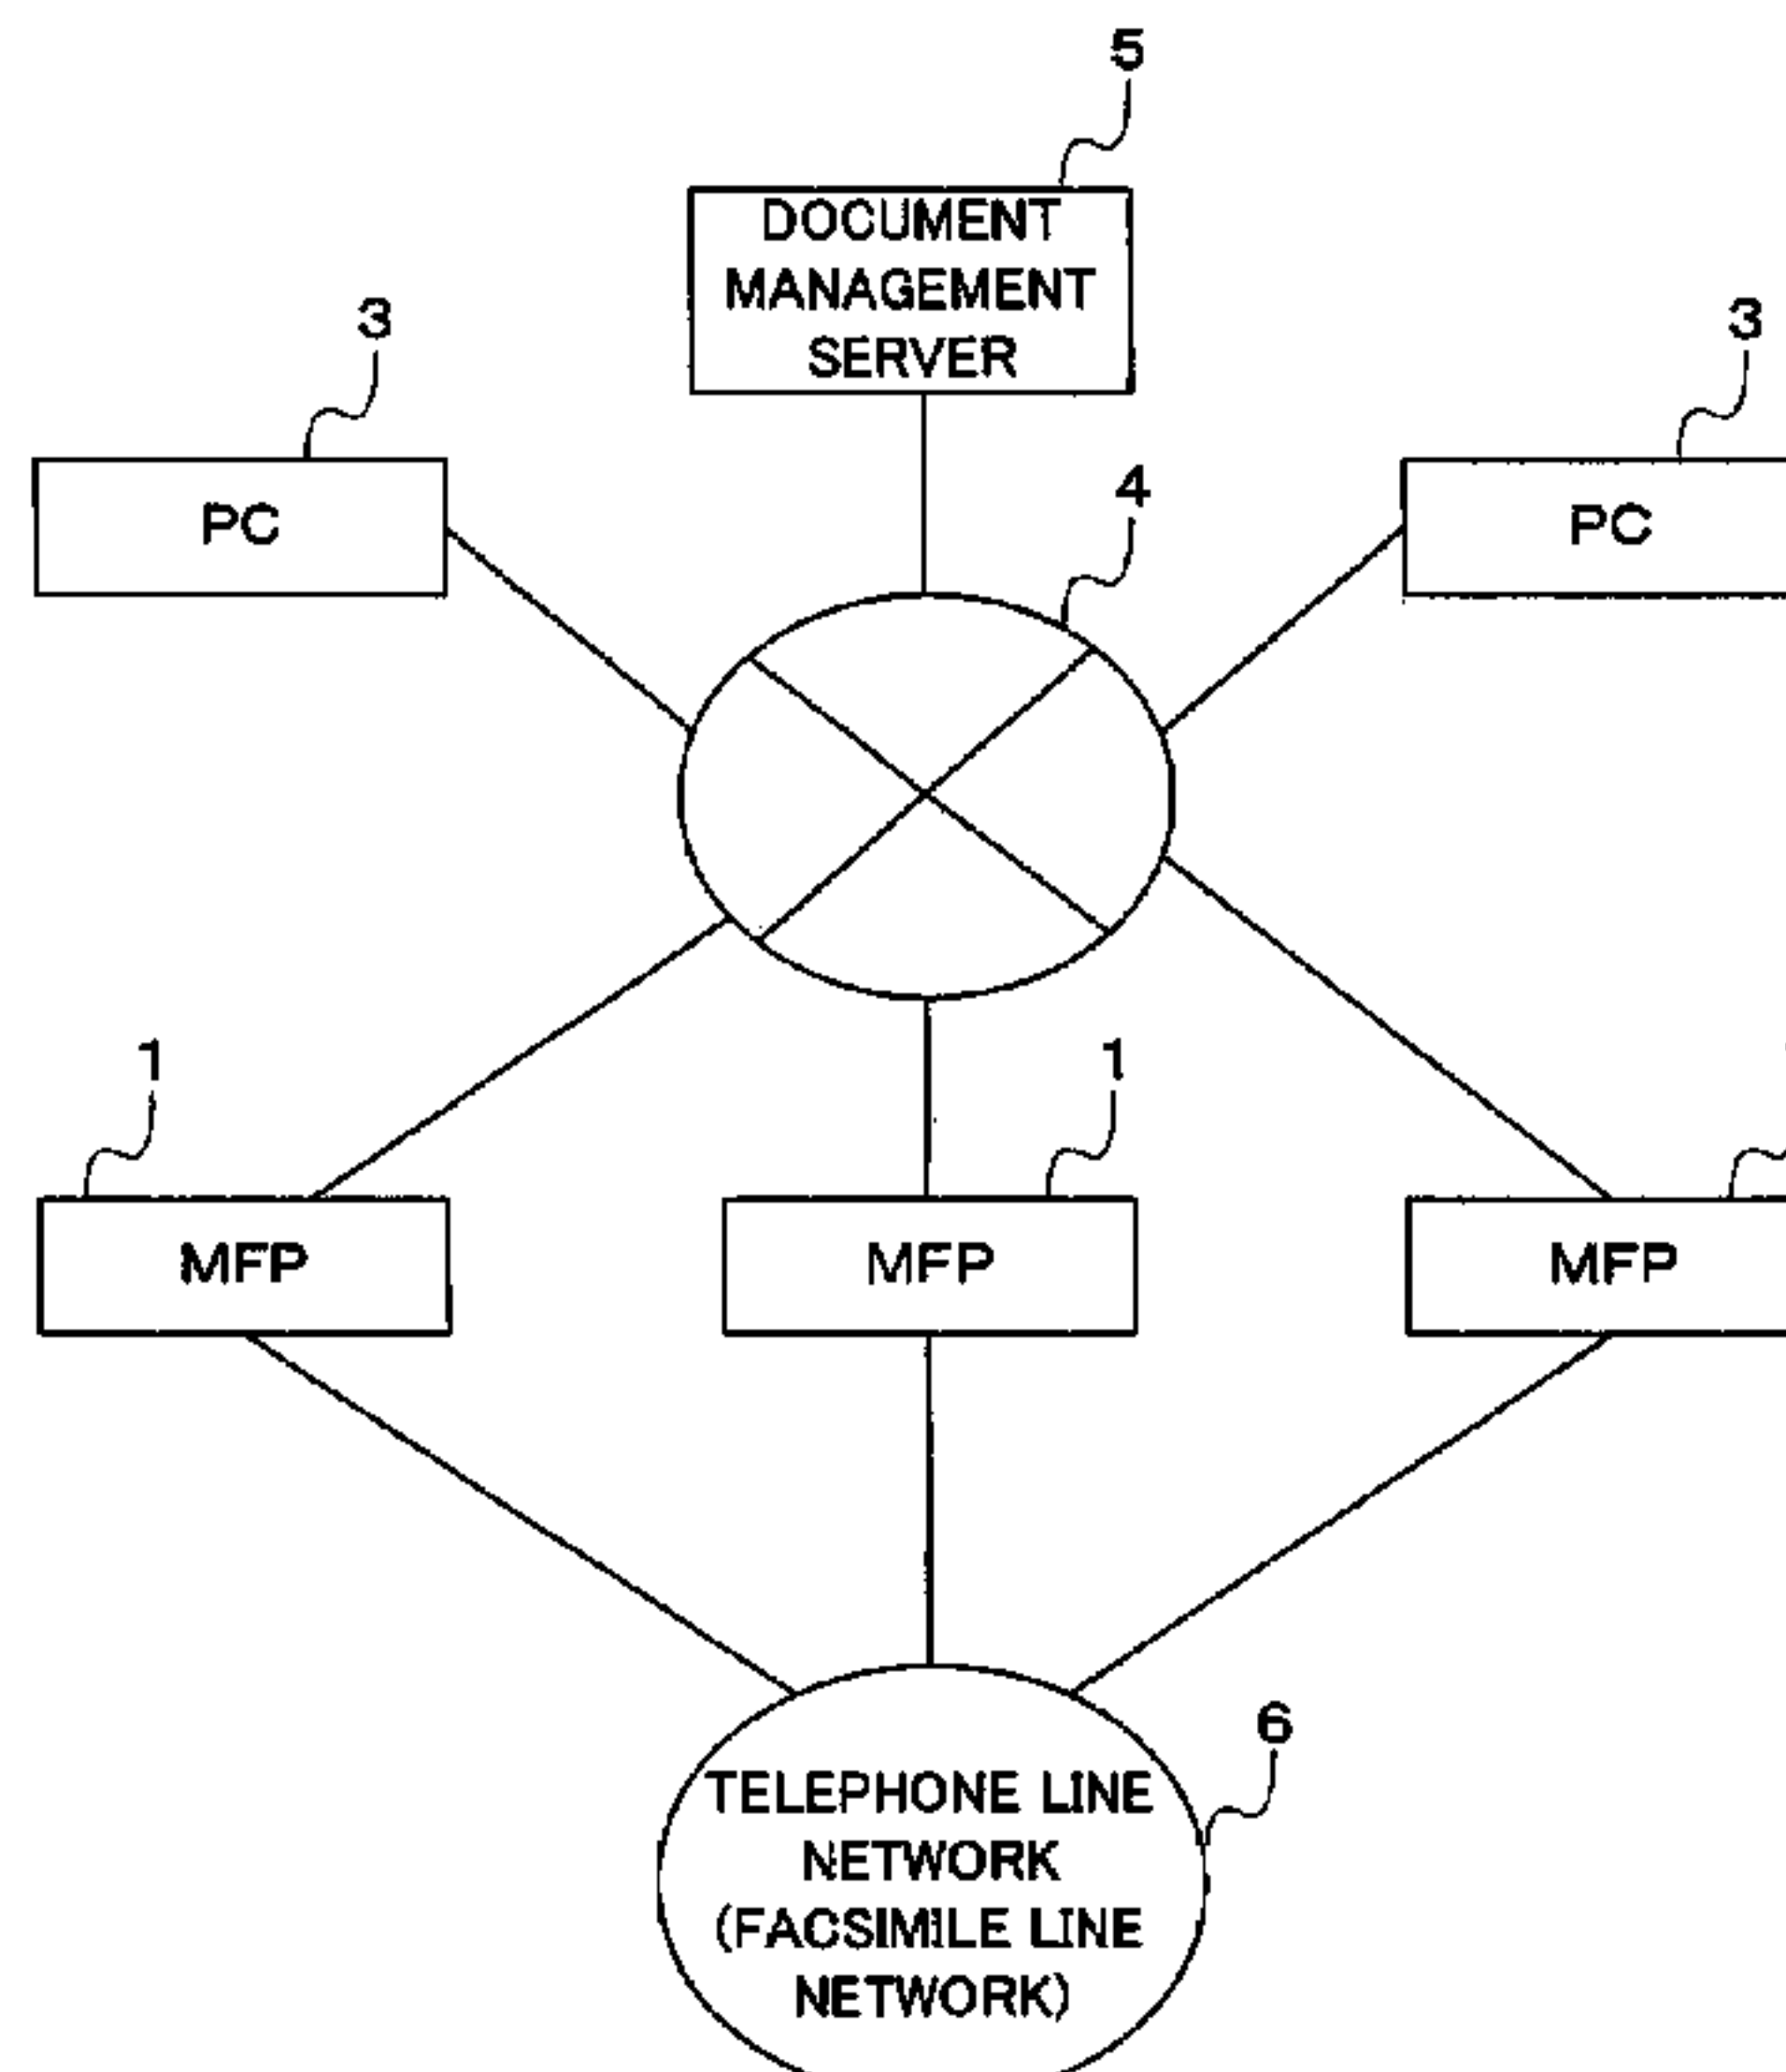 5
DOCUMENT
MANAGEMENT
SERVER
3
3
PC
4
PC
1
1
MFP
MFP
MFP
6
TELEPHONE LINE
NETWORK
(FACSIMILE LINE
NETWORK)